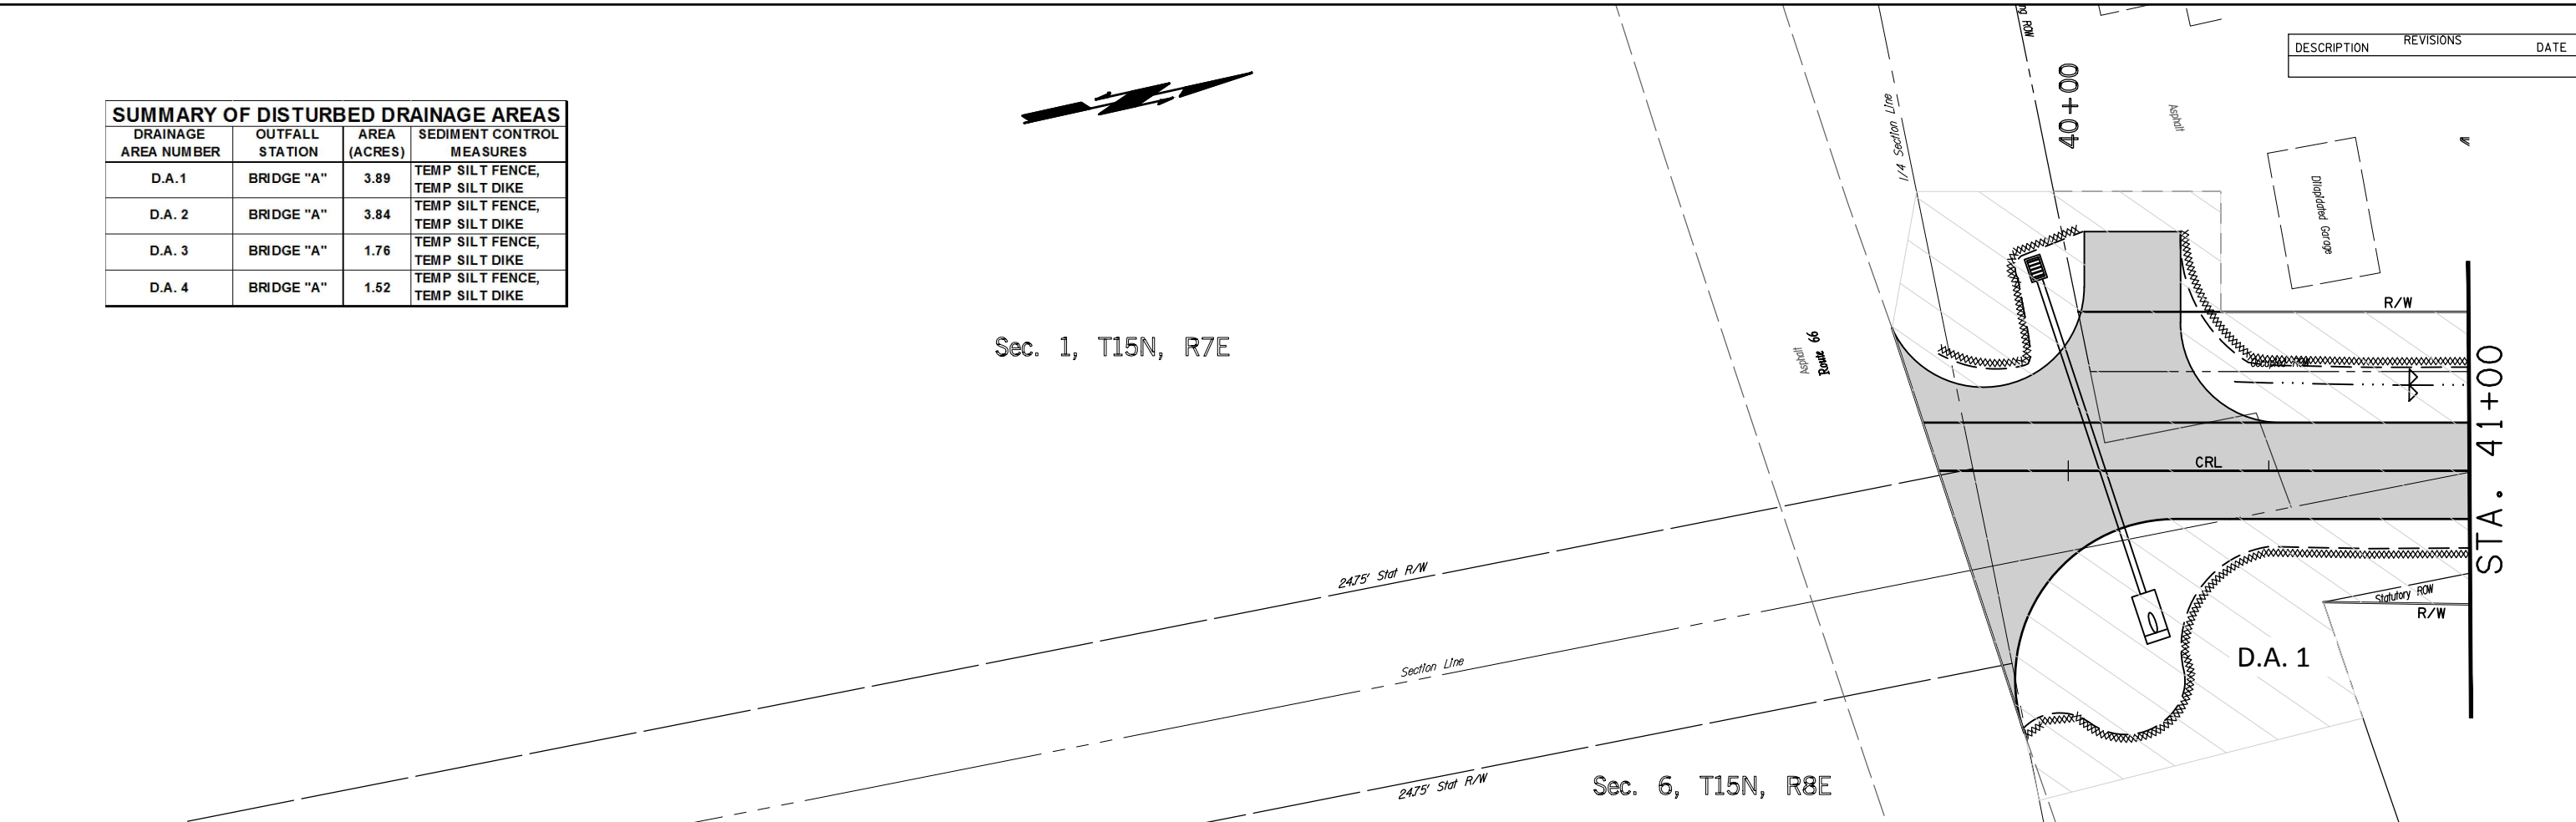 REVISIONS
DESCRIPTION DATE
SUMMARY OF DISTURBED DRAINAGE AREAS
DRAINAGE AREA NUMBER OUTFALL STATION AREA (ACRES) SEDIMENT CONTROL MEASURES
D.A.1 BRIDGE "A" 3.89 TEMP SILT FENCE, TEMP SILT DIKE
D.A. 2 BRIDGE "A" 3.84 TEMP SILT FENCE, TEMP SILT DIKE
D.A. 3 BRIDGE "A" 1.76 TEMP SILT FENCE, TEMP SILT DIKE
D.A. 4 BRIDGE "A" 1.52 TEMP SILT FENCE, TEMP SILT DIKE
ROW
40+00
1/4 Section Line
Asphalt
Dilapidated Garage
R/W
Sec. 1, T15N, R7E
Asphalt
Route 66
Occupied ROW
STA. 41+00
CRL
24.75' Stat R/W
Statutory ROW
R/W
Section Line
D.A. 1
24.75' Stat R/W
Sec. 6, T15N, R8E